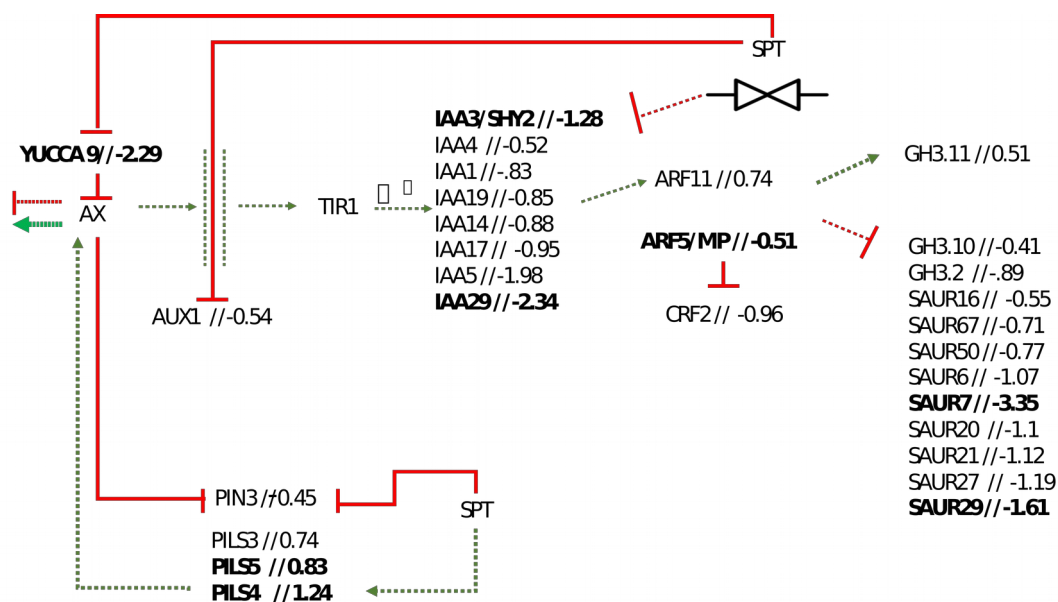 SPT
YUCCA 9// -2.29
AX
AUX1 //-0.54
TIR1
IAA3/ SHY2 //-1.28
IAA4 //-0.52
IAA1 //-.83
IAA19 //-0.85
IAA14 //-0.88
IAA17 // -0.95
IAA5 //-1.98
IAA29 //-2.34
ARF11 //0.74
ARF5/ MP //-0.51
CRF2 // -0.96
GH3.11 //0.51
GH3.10 //-0.41
GH3.2 //-.89
SAUR16 // -0.55
SAUR67 //-0.71
SAUR50 //-0.77
SAUR6 // -1.07
SAUR7 //-3.35
SAUR20 //-1.1
SAUR21 //-1.12
SAUR27 // -1.19
SAUR29 //-1.61
PIN3 //-0.45
PILS3 //0.74
PILS5 //0.83
PILS4 //1.24
SPT